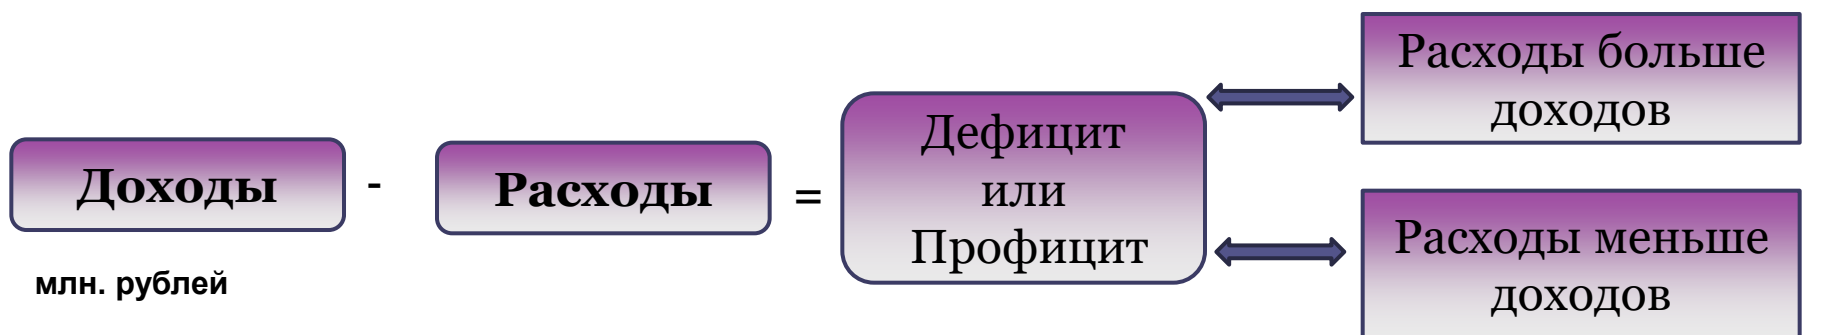 Доходы
-
Расходы
=
Дефицит
или
Профицит
Расходы больше
доходов
Расходы меньше
доходов
млн. рублей